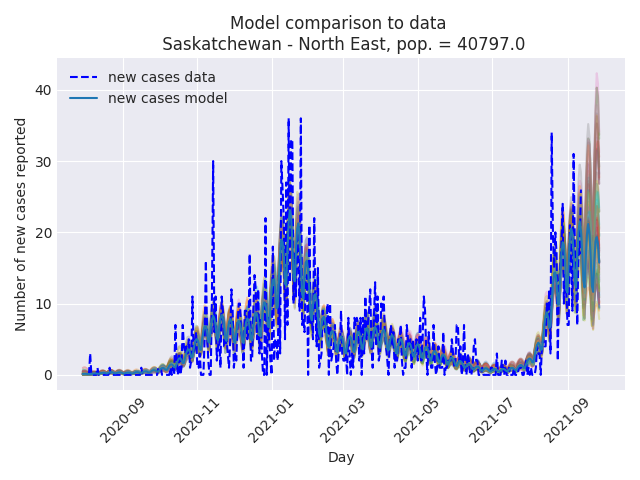 Model comparison to data
Saskatchewan - North East, pop. = 40797.0
new cases data
new cases model
Number of new cases reported
40
30
20
10
0
2020-09
2020-11
2021-01
2021-03
2021-05
2021-07
2021-09
Day